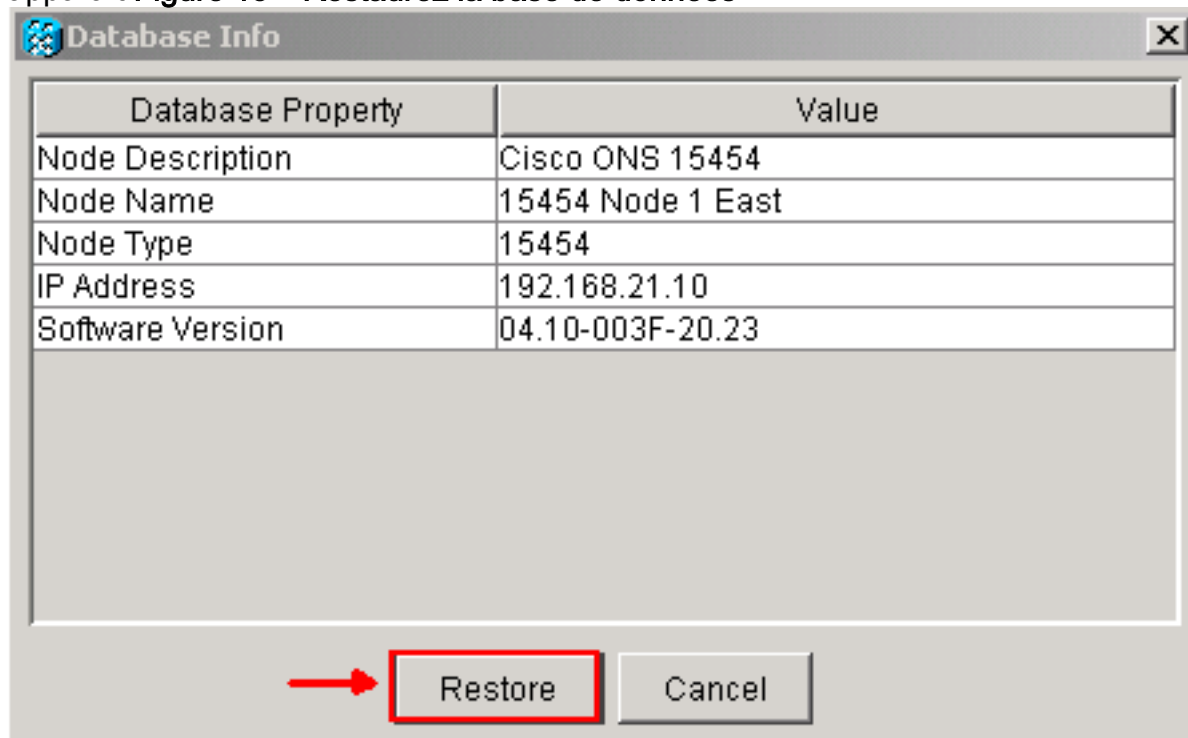 Database Info
Database Property Value
Node Description Cisco ONS 15454
Node Name 15454 Node 1 East
Node Type 15454
IP Address 192.168.21.10
Software Version 04.10-003F-20.23
Restore Cancel